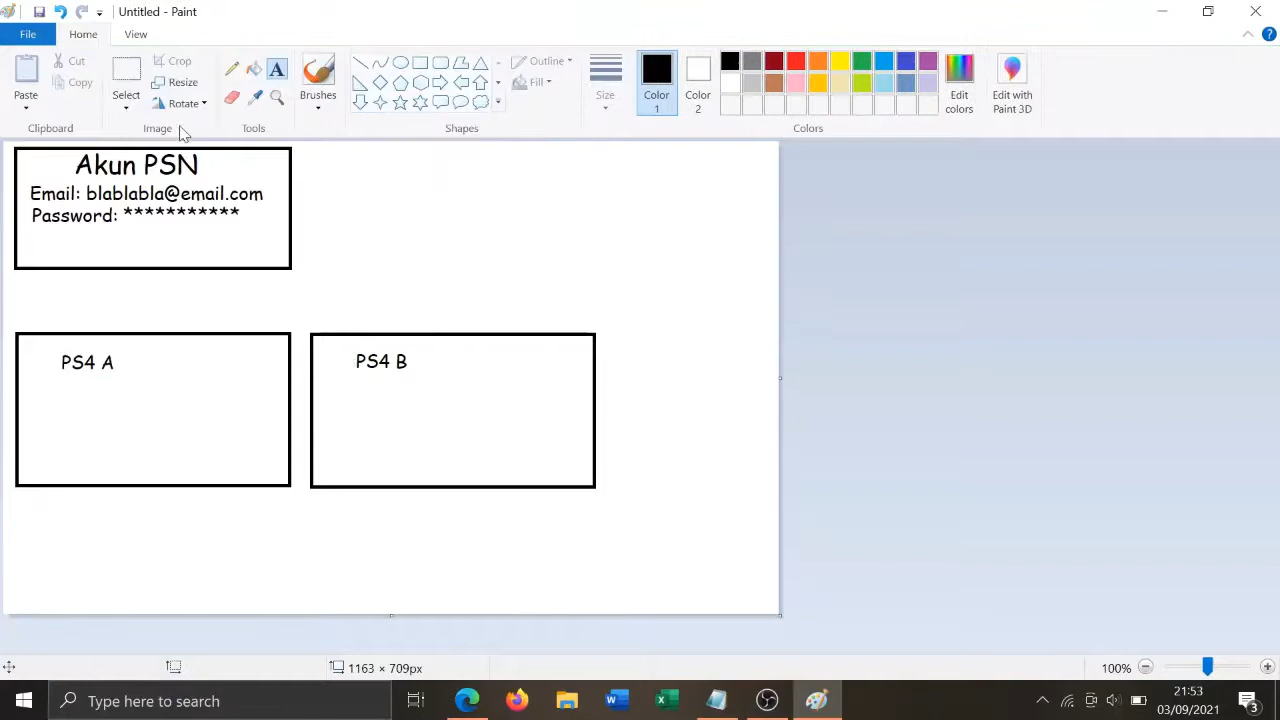 Untitled - Paint
File
Home
View
Paste
Cut
Copy
Clipboard
Select
Crop
Resize
Rotate
Image
A
Tools
Brushes
Outline
Fill
Shapes
Size
Color
1
Color
2
Edit
colors
Edit with
Paint 3D
Colors
Akun PSN
Email: blablabla@email.com
Password: ***********
PS4 A
PS4 B
1163 × 709px
100%
Type here to search
21:53
03/09/2021
3